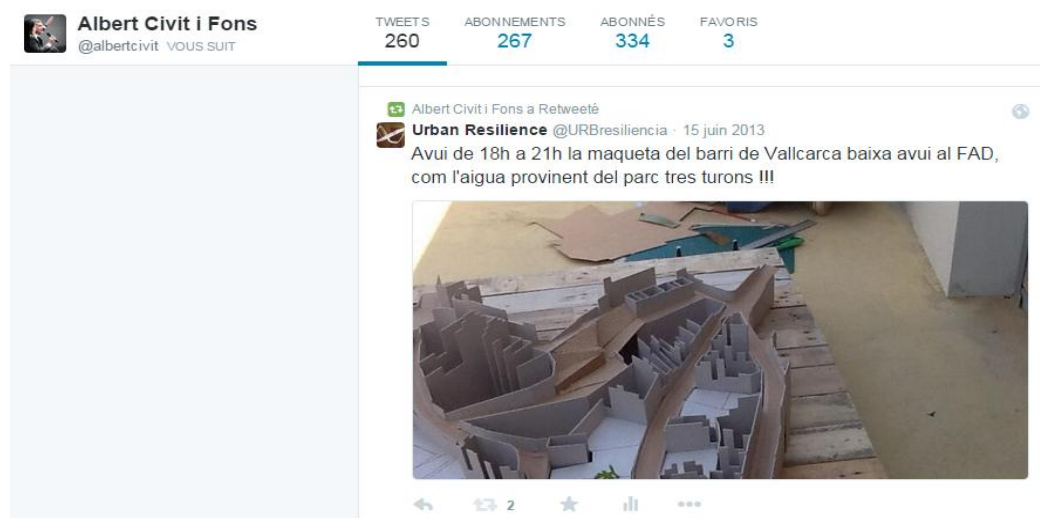 Albert Civit i Fons
@albertcivit VOUS SUIT
TWEETS ABONNEMENTS ABONNÉS FAVORIS
260 267 334 3
Albert Civit i Fons a Retweeté
Urban Resilience @URBresiliencia · 15 juin 2013
Avui de 18h a 21h la maqueta del barri de Vallcarca baixa avui al FAD,
com l'aigua provinent del parc tres turons !!!
2